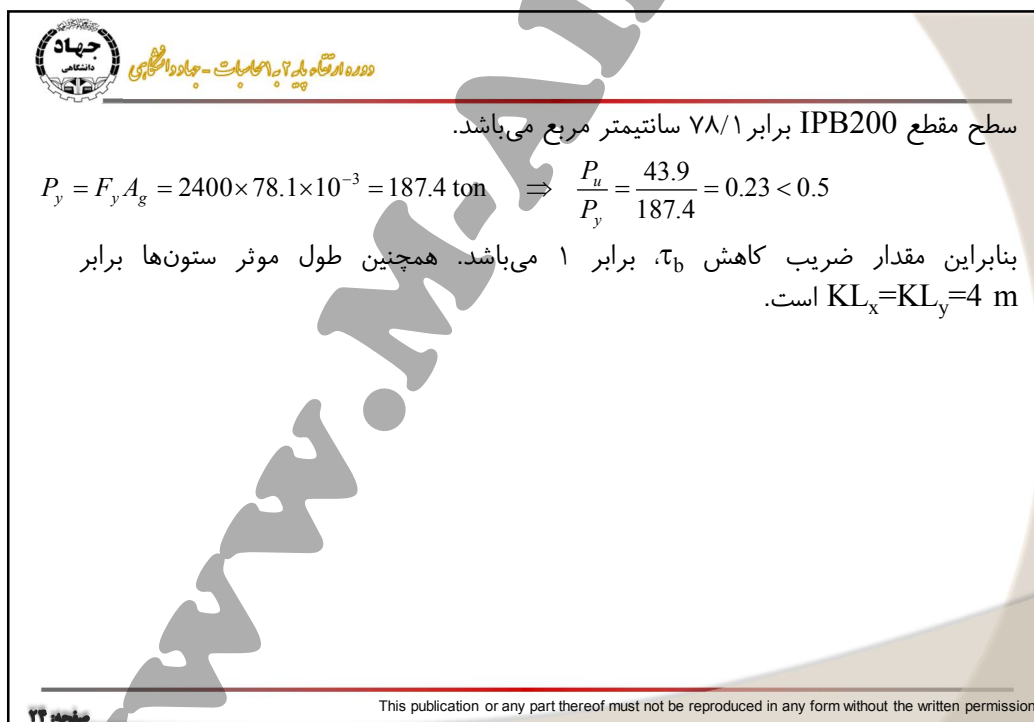 جهاد
دانشگاهی
دوره ارتقاء پایه ۲ به ۱ محاسبات - جهاد دانشگاهی
سطح مقطع IPB200 برابر ۷۸/۱ سانتیمتر مربع می‌باشد.
P_y = F_y A_g = 2400 × 78.1 × 10^{-3} = 187.4 ton ⇒ P_u / P_y = 43.9 / 187.4 = 0.23 < 0.5
بنابراین مقدار ضریب کاهش τ_b، برابر ۱ می‌باشد. همچنین طول موثر ستون‌ها برابر
KL_x=KL_y=4 m است.
WWW.M-A
This publication or any part thereof must not be reproduced in any form without the written permission
صفحه: ۲۴